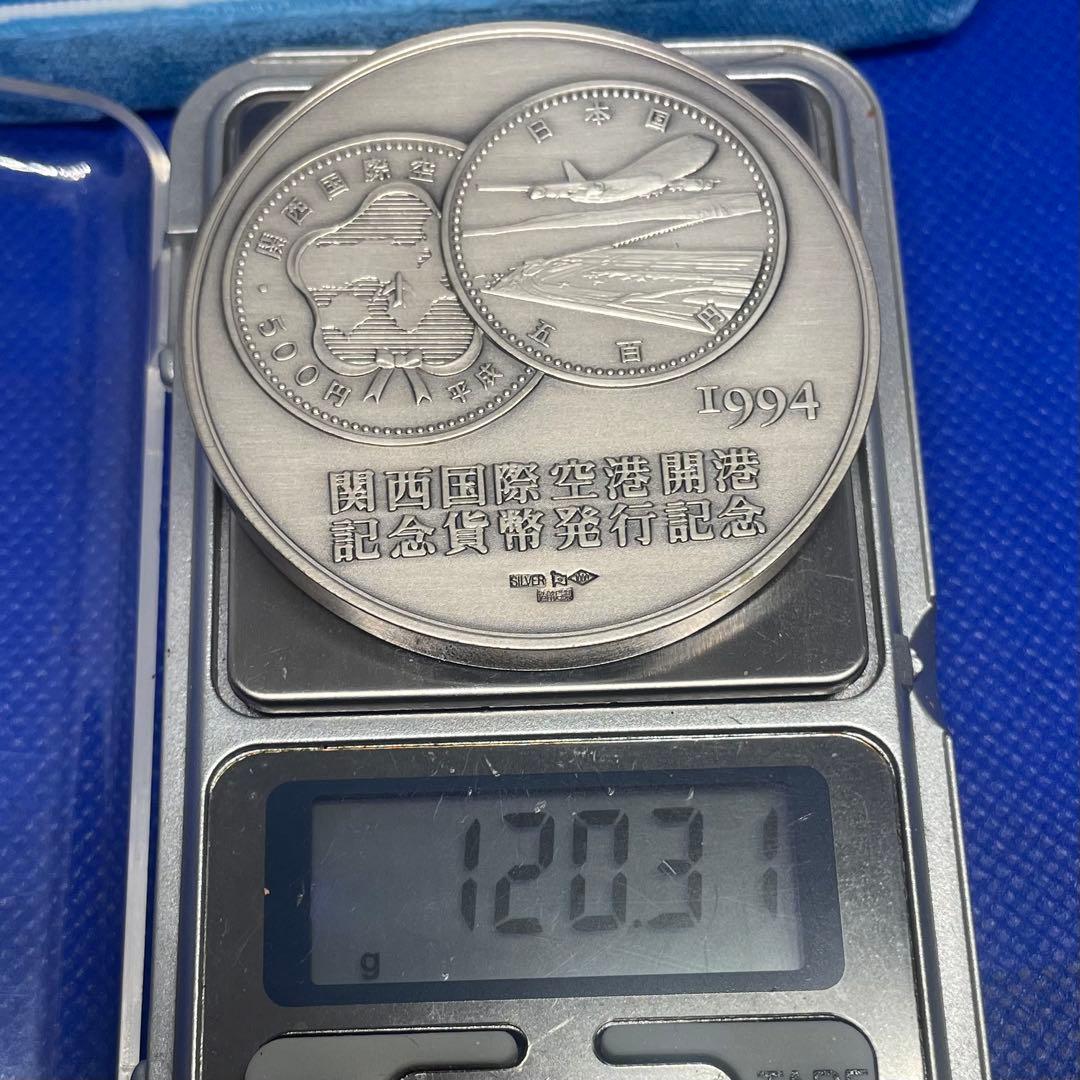 日本国
五百円
・関西国際空
・500円 平成
1994
関西国際空港開港
記念貨幣発行記念
SILVER
120.31
g